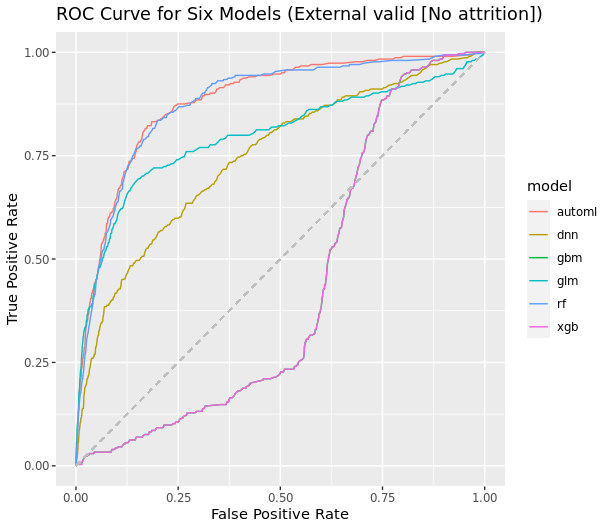 ROC Curve for Six Models (External valid [No attrition])
True Positive Rate
1.00
0.75
0.50
0.25
0.00
0.00
0.25
0.50
0.75
1.00
False Positive Rate
model
automl
dnn
gbm
glm
rf
xgb